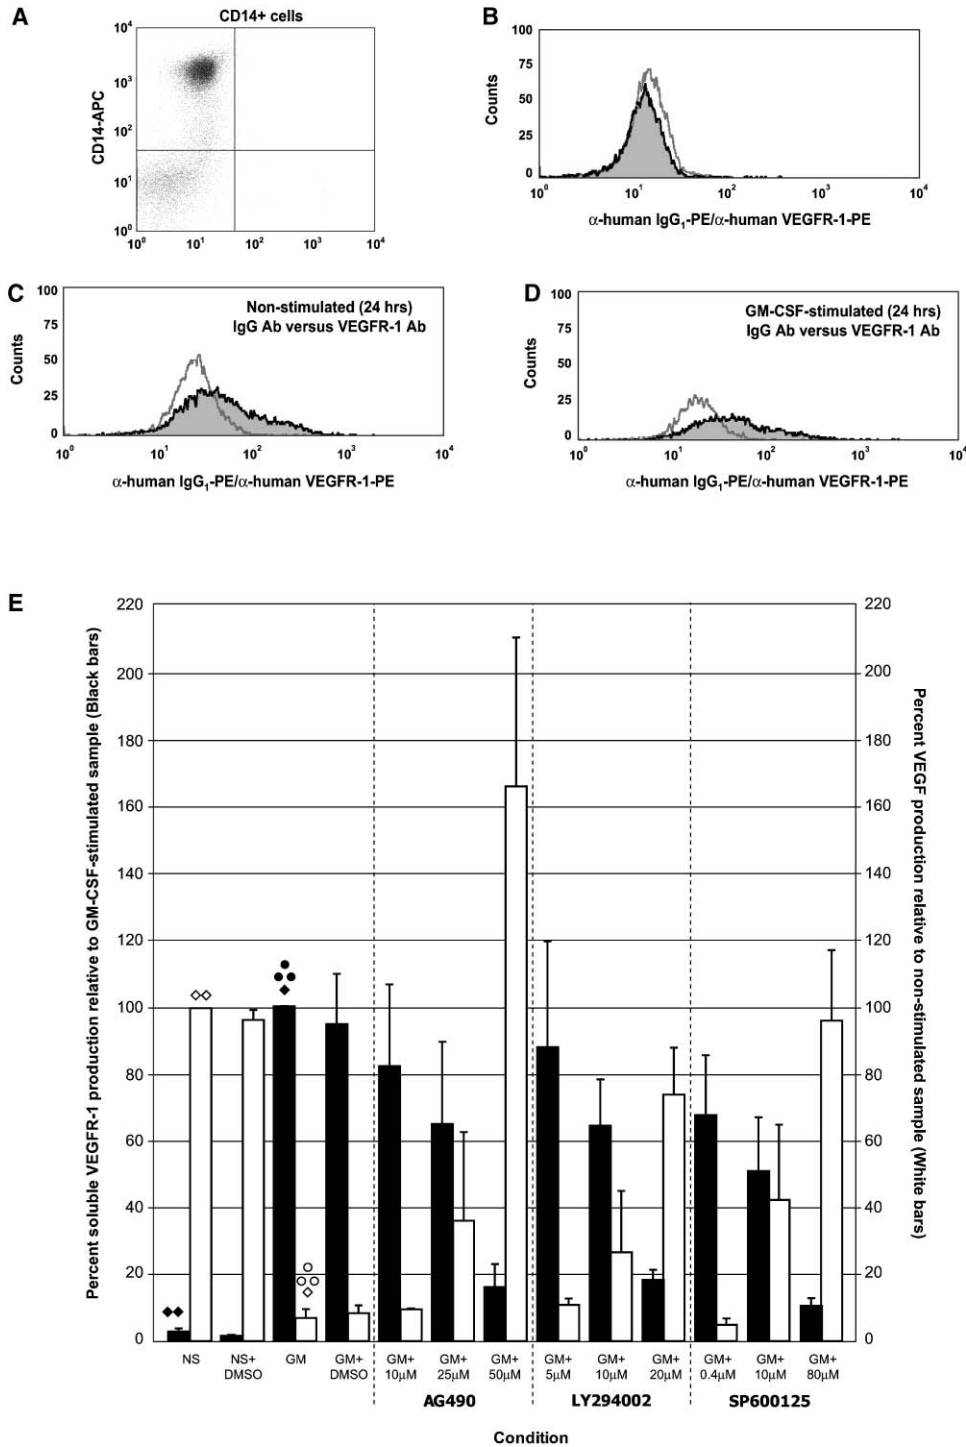 A
CD14+ cells
CD14-APC
10⁴
10³
10²
10¹
10⁰
10⁰ 10¹ 10² 10³ 10⁴
B
Counts
100
75
50
25
0
10⁰ 10¹ 10² 10³ 10⁴
α-human IgG₁-PE/α-human VEGFR-1-PE
C
Non-stimulated (24 hrs)
IgG Ab versus VEGFR-1 Ab
Counts
100
75
50
25
0
10⁰ 10¹ 10² 10³ 10⁴
α-human IgG₁-PE/α-human VEGFR-1-PE
D
GM-CSF-stimulated (24 hrs)
IgG Ab versus VEGFR-1 Ab
Counts
100
75
50
25
0
10⁰ 10¹ 10² 10³ 10⁴
α-human IgG₁-PE/α-human VEGFR-1-PE
E
Percent soluble VEGFR-1 production relative to GM-CSF-stimulated sample (Black bars)
220
200
180
160
140
120
100
80
60
40
20
0
220
200
180
160
140
120
100
80
60
40
20
0
Percent VEGF production relative to non-stimulated sample (White bars)
NS
NS+
DMSO
GM
GM+
DMSO
GM+
10μM
GM+
25μM
GM+
50μM
GM+
5μM
GM+
10μM
GM+
20μM
GM+
0.4μM
GM+
10μM
GM+
80μM
AG490
LY294002
SP600125
Condition